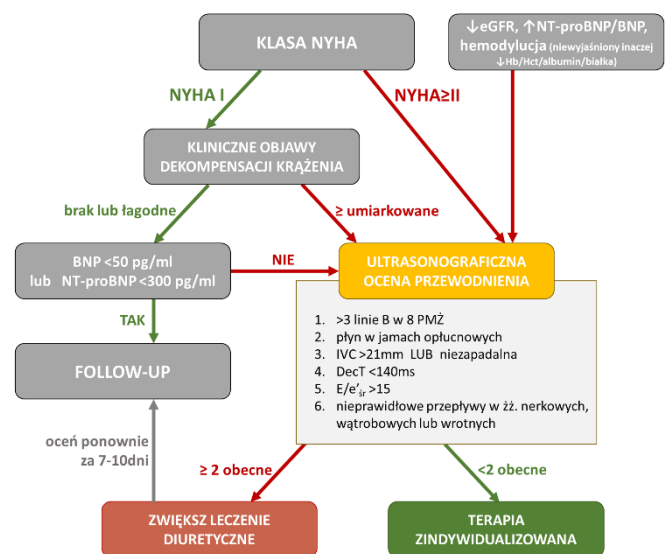 KLASA NYHA
↓eGFR, ↑NT-proBNP/BNP,
hemodylucja (niewyjaśniony inaczej
↓Hb/Hct/albumin/białka)
NYHA I
NYHA≥II
KLINICZNE OBJAWY
DEKOMPENSACJI KRĄŻENIA
brak lub łagodne
≥ umiarkowane
BNP <50 pg/ml
lub NT-proBNP <300 pg/ml
NIE
ULTRASONOGRAFICZNA
OCENA PRZEWODNIENIA
TAK
1. >3 linie B w 8 PMŻ
2. płyn w jamach opłucnowych
3. IVC >21mm LUB niezapadalna
4. DecT <140ms
5. E/e'śr >15
6. nieprawidłowe przepływy w żż. nerkowych,
wątrobowych lub wrotnych
FOLLOW-UP
oceń ponownie
za 7-10dni
≥ 2 obecne
<2 obecne
ZWIĘKSZ LECZENIE
DIURETYCZNE
TERAPIA
ZINDYWIDUALIZOWANA